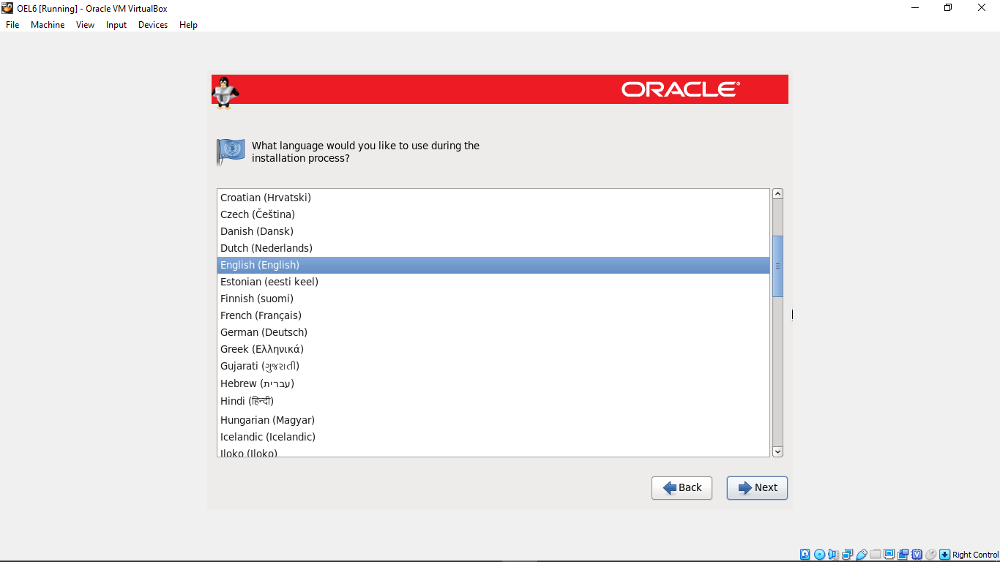 OEL6 [Running] - Oracle VM VirtualBox
File Machine View Input Devices Help
ORACLE®
What language would you like to use during the
installation process?
Croatian (Hrvatski)
Czech (Čeština)
Danish (Dansk)
Dutch (Nederlands)
English (English)
Estonian (eesti keel)
Finnish (suomi)
French (Français)
German (Deutsch)
Greek (Ελληνικά)
Gujarati (ગુજરાતી)
Hebrew (עברית)
Hindi (हिन्दी)
Hungarian (Magyar)
Icelandic (Icelandic)
Iloko (Iloko)
Back Next
Right Control